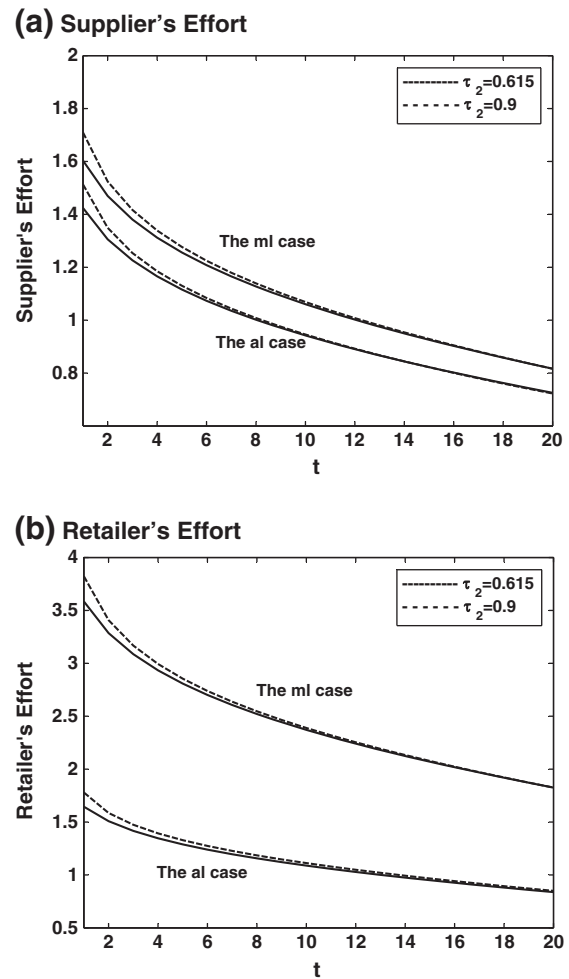 (a) Supplier's Effort
2
1.8
1.6
1.4
1.2
1
0.8
Supplier's Effort
τ 2=0.615
τ 2=0.9
The ml case
The al case
2 4 6 8 10 12 14 16 18 20
t
(b) Retailer's Effort
4
3.5
3
2.5
2
1.5
1
0.5
Retailer's Effort
τ 2=0.615
τ 2=0.9
The ml case
The al case
2 4 6 8 10 12 14 16 18 20
t